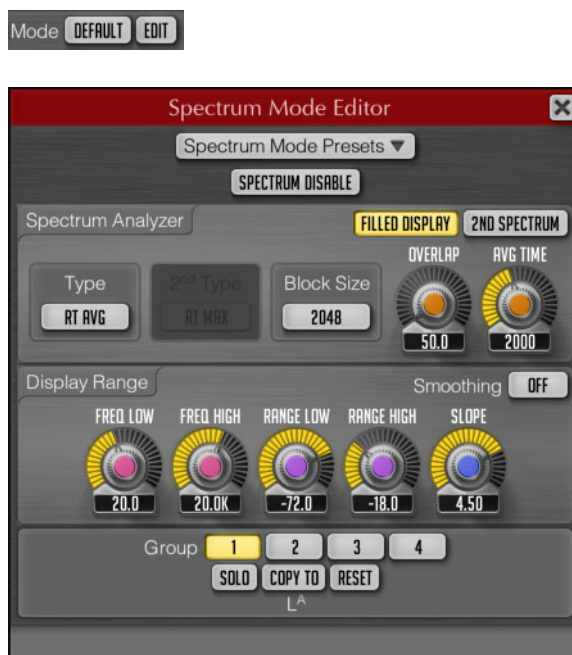 Mode DEFAULT EDIT
Spectrum Mode Editor
Spectrum Mode Presets
SPECTRUM DISABLE
Spectrum Analyzer FILLED DISPLAY 2ND SPECTRUM
OVERLAP AVG TIME
Type 2nd Type Block Size
RT AVG RT MAX 2048
50.0 2000
Display Range Smoothing OFF
FREQ LOW FREQ HIGH RANGE LOW RANGE HIGH SLOPE
20.0 20.0K -72.0 -18.0 4.50
Group 1 2 3 4
SOLO COPY TO RESET
LA